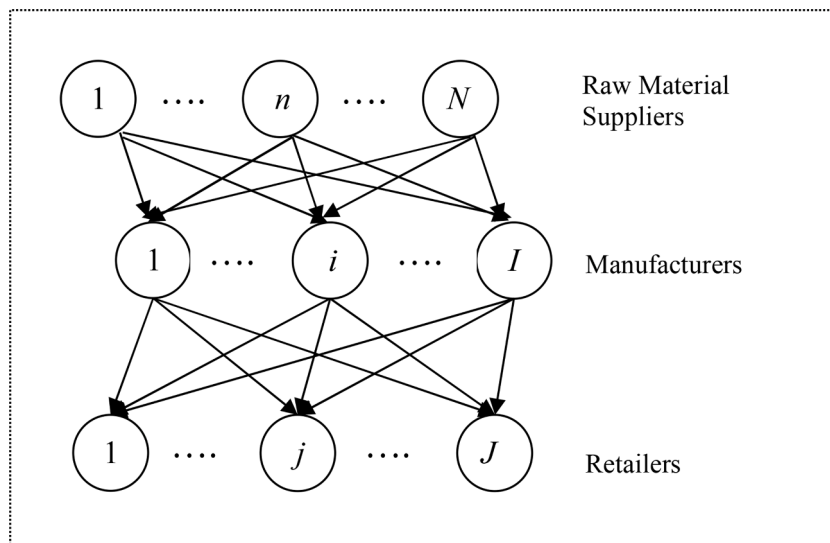 1 .... n .... N
Raw Material
Suppliers
1 .... i .... I
Manufacturers
1 .... j .... J
Retailers